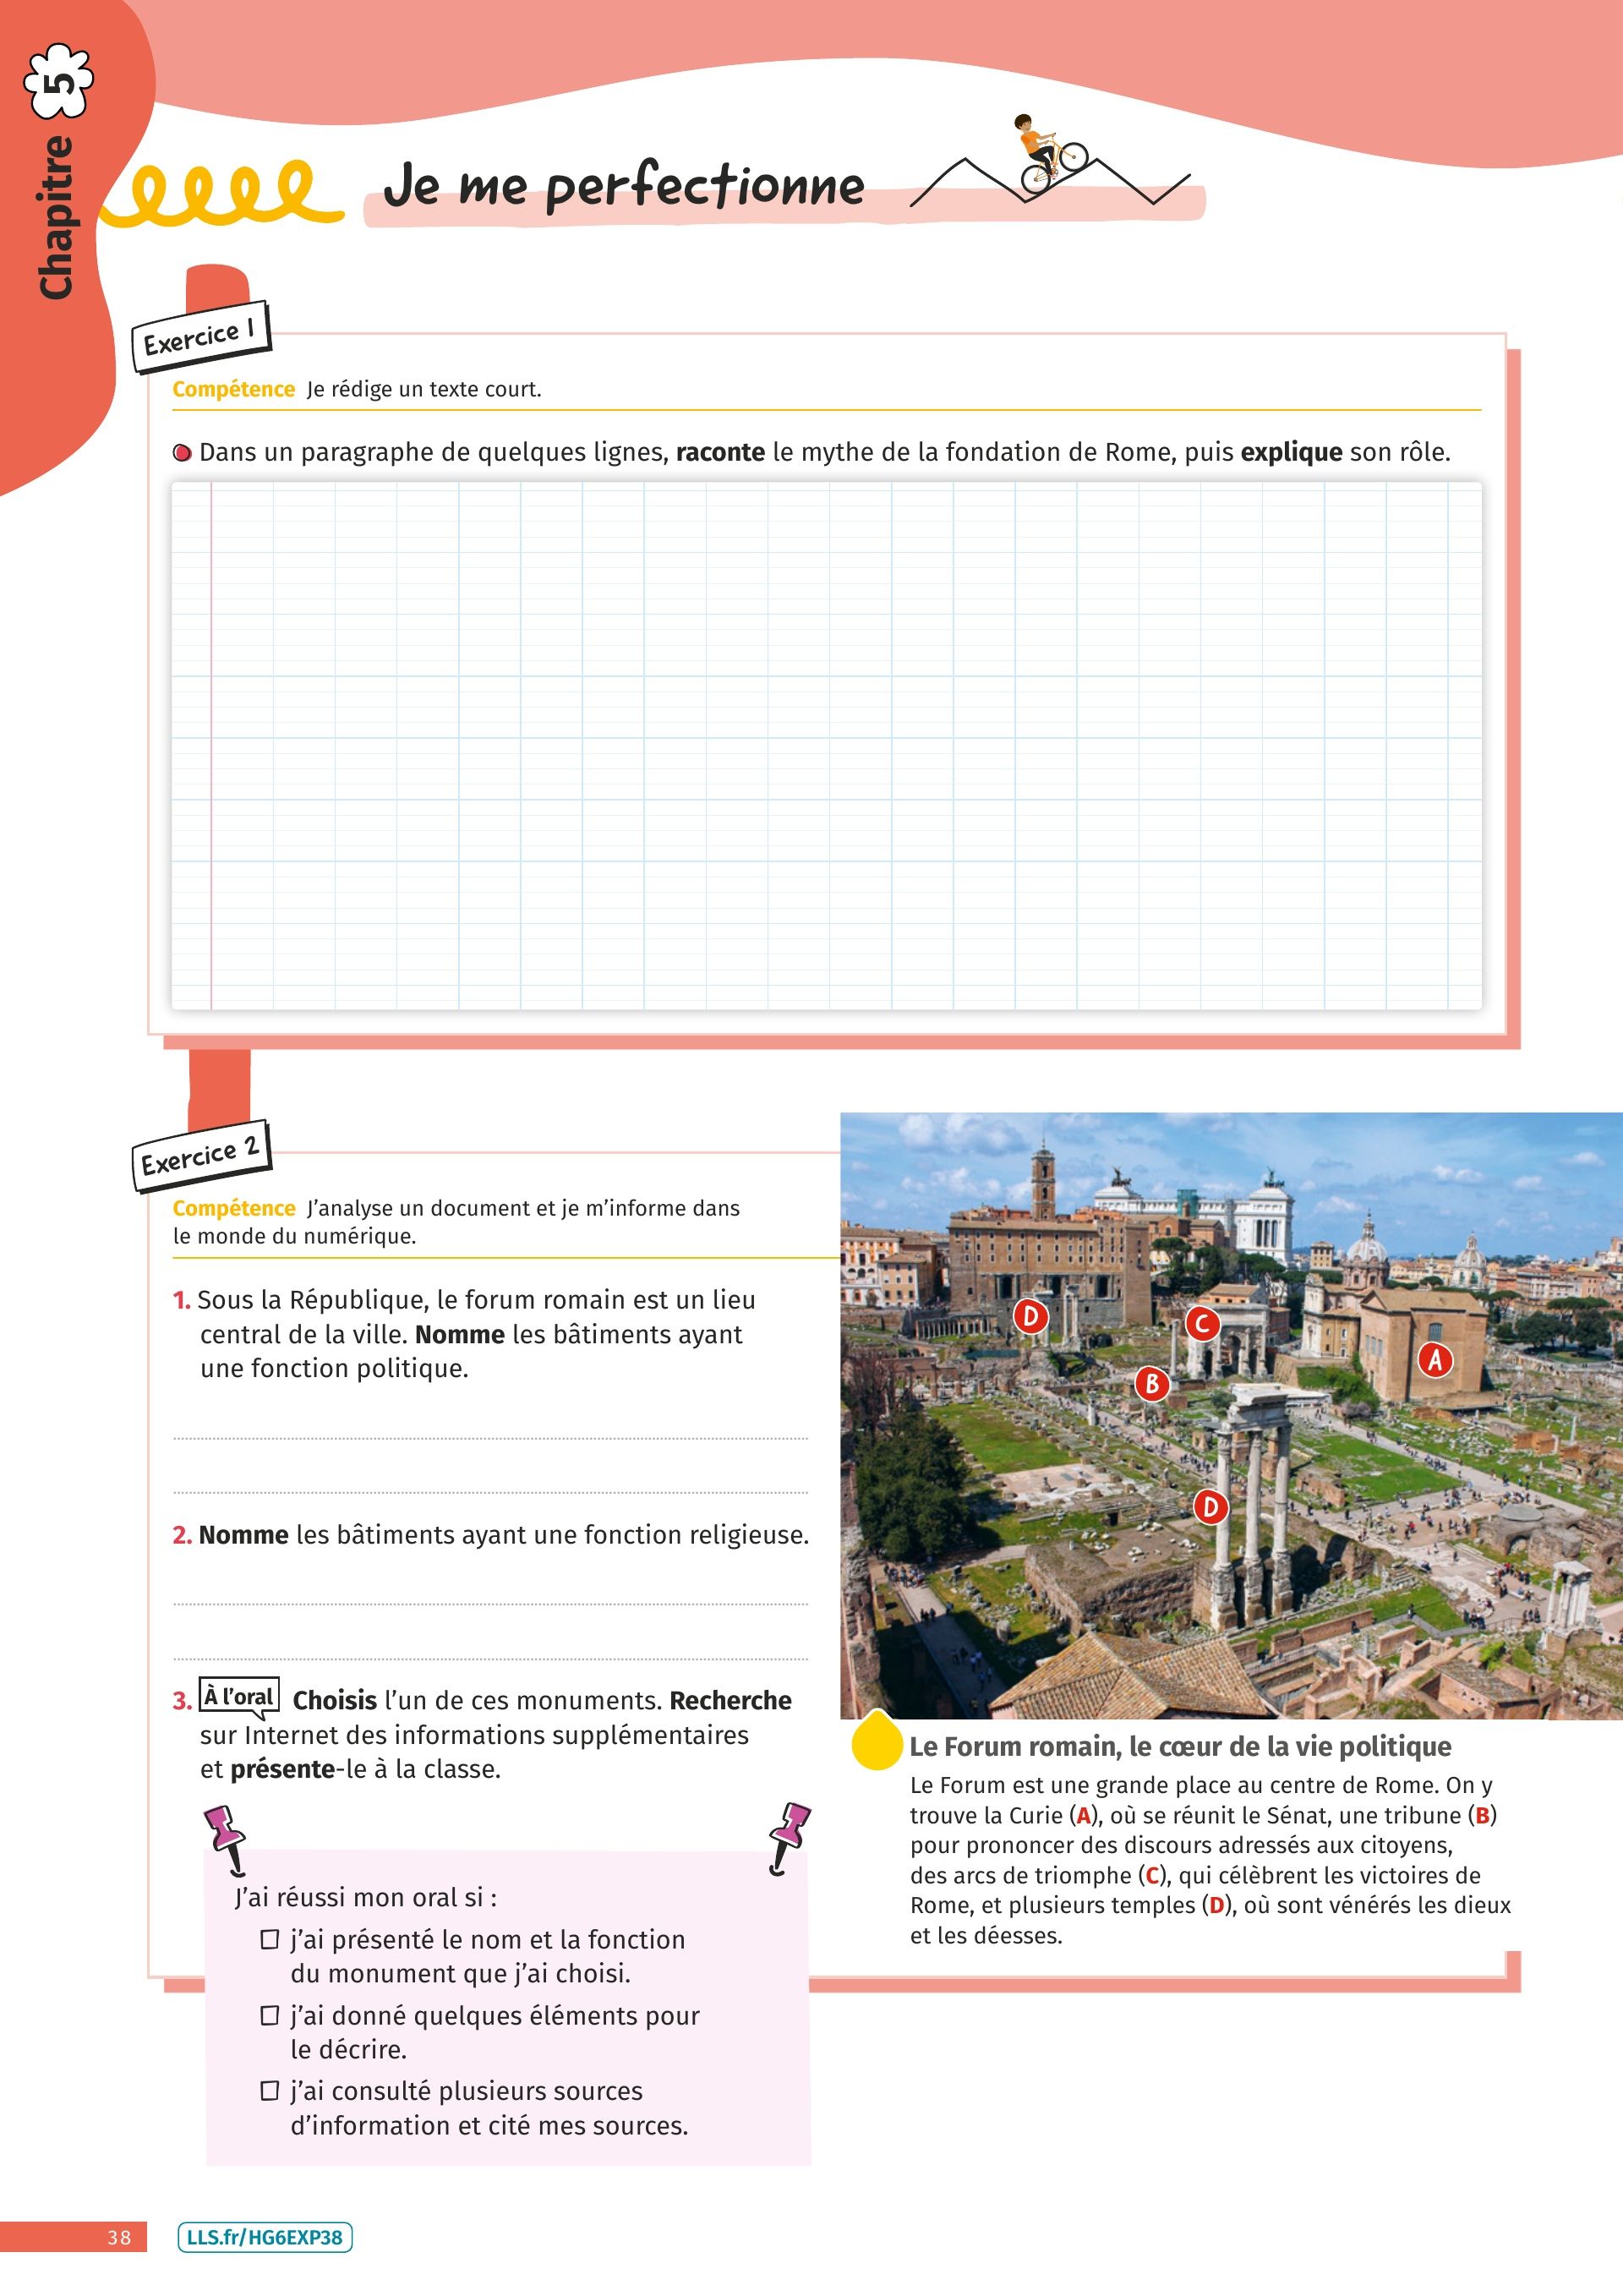 Chapitre 5
Je me perfectionne
Exercice 1
Compétence Je rédige un texte court.
Dans un paragraphe de quelques lignes, raconte le mythe de la fondation de Rome, puis explique son rôle.
Exercice 2
Compétence J'analyse un document et je m'informe dans
le monde du numérique.
1. Sous la République, le forum romain est un lieu
central de la ville. Nomme les bâtiments ayant
une fonction politique.
2. Nomme les bâtiments ayant une fonction religieuse.
3. À l'oral Choisis l'un de ces monuments. Recherche
sur Internet des informations supplémentaires
et présente-le à la classe.
J'ai réussi mon oral si :
j'ai présenté le nom et la fonction
du monument que j'ai choisi.
j'ai donné quelques éléments pour
le décrire.
j'ai consulté plusieurs sources
d'information et cité mes sources.
D
C
A
B
D
Le Forum romain, le cœur de la vie politique
Le Forum est une grande place au centre de Rome. On y
trouve la Curie (A), où se réunit le Sénat, une tribune (B)
pour prononcer des discours adressés aux citoyens,
des arcs de triomphe (C), qui célèbrent les victoires de
Rome, et plusieurs temples (D), où sont vénérés les dieux
et les déesses.
38
LLS.fr/HG6EXP38